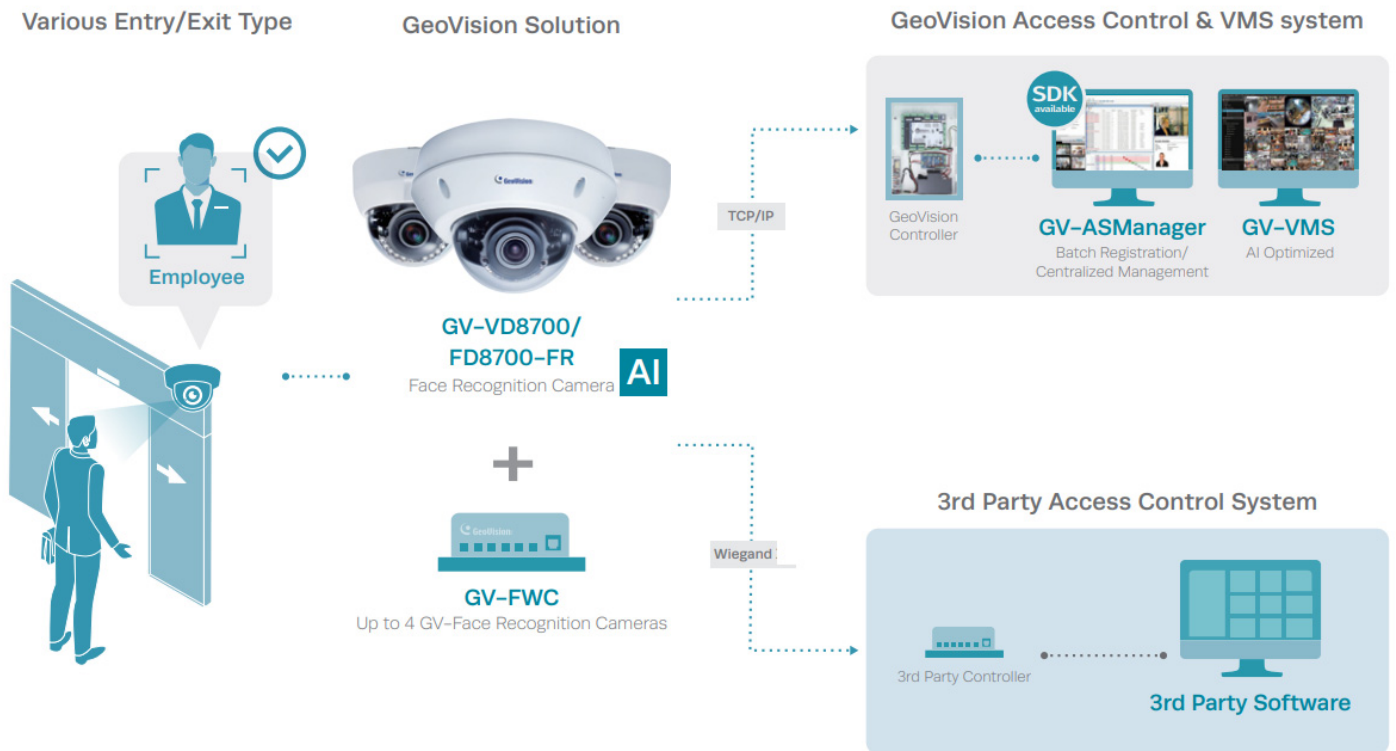 Various Entry/Exit Type
GeoVision Solution
GeoVision Access Control & VMS system
Employee
GeoVision
GV-VD8700/
FD8700-FR
Face Recognition Camera
AI
GeoVision
GV-FWC
Up to 4 GV-Face Recognition Cameras
TCP/IP
Wiegand
SDK
available
GeoVision
Controller
GV-ASManager
Batch Registration/
Centralized Management
GV-VMS
AI Optimized
3rd Party Access Control System
3rd Party Controller
3rd Party Software